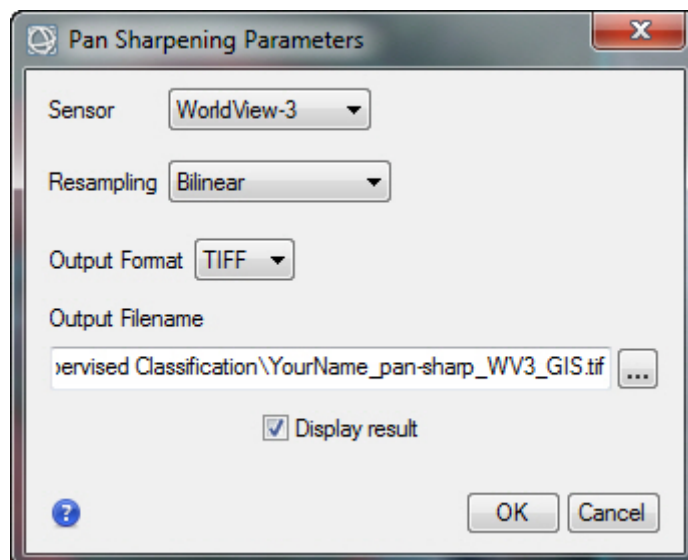 Pan Sharpening Parameters
Sensor WorldView-3
Resampling Bilinear
Output Format TIFF
Output Filename
pervised Classification\YourName_pan-sharp_WV3_GIS.tif ...
Display result
? OK Cancel